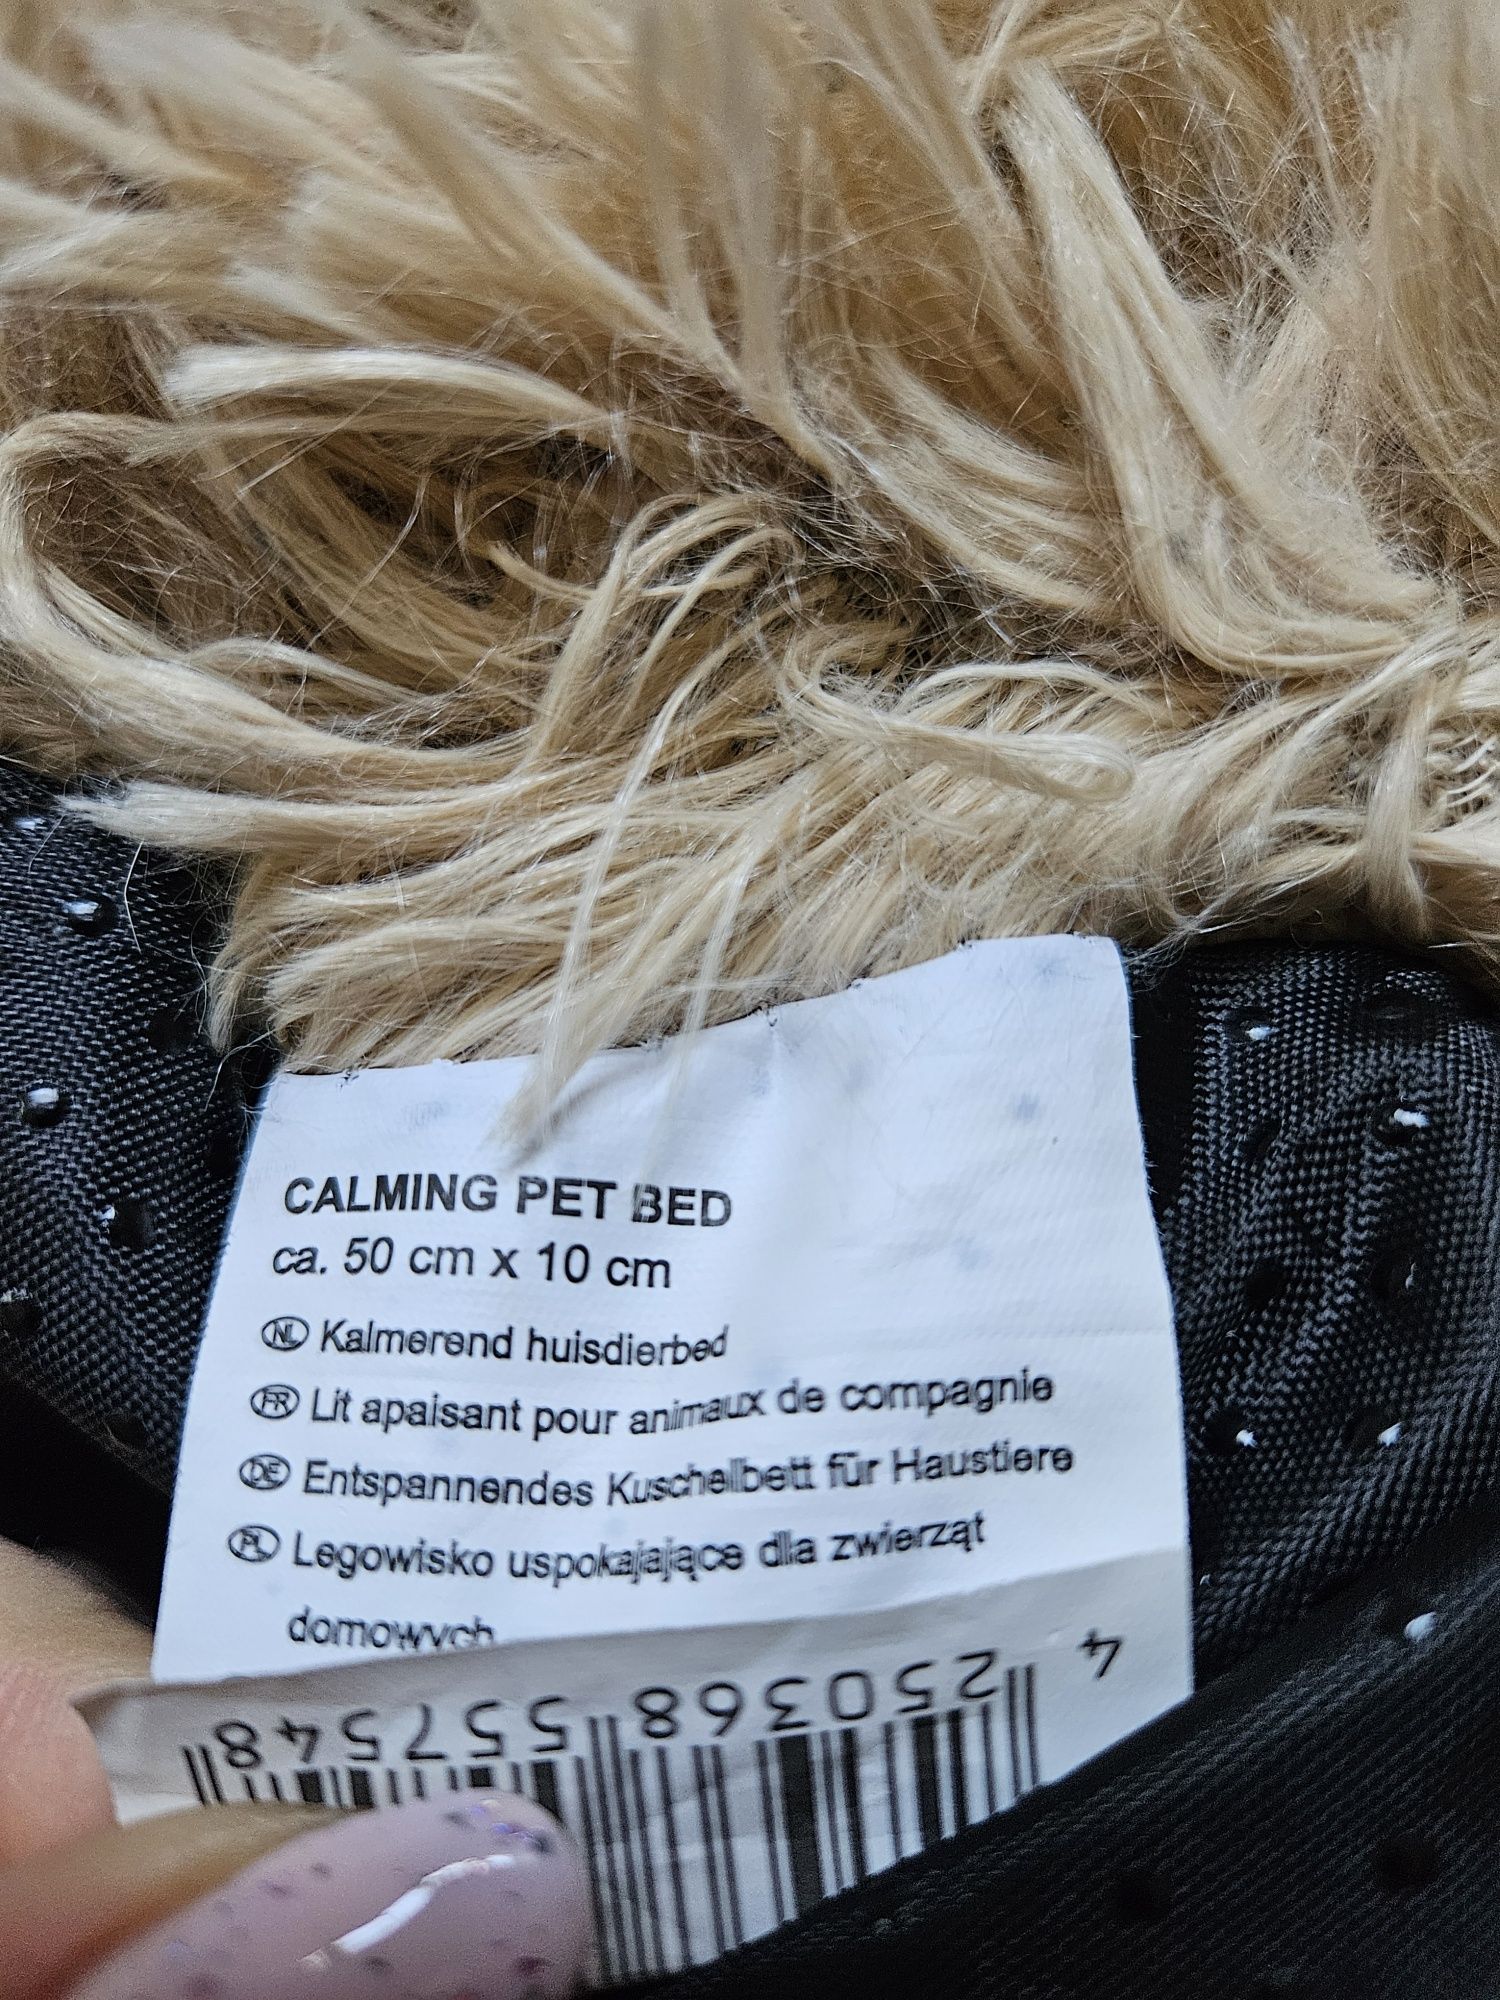 CALMING PET BED
ca. 50 cm x 10 cm
NL Kalmerend huisdierbed
FR Lit apaisant pour animaux de compagnie
DE Entspannendes Kuschelbett für Haustiere
PL Legowisko uspokajające dla zwierząt
domowych
4 250368 557548